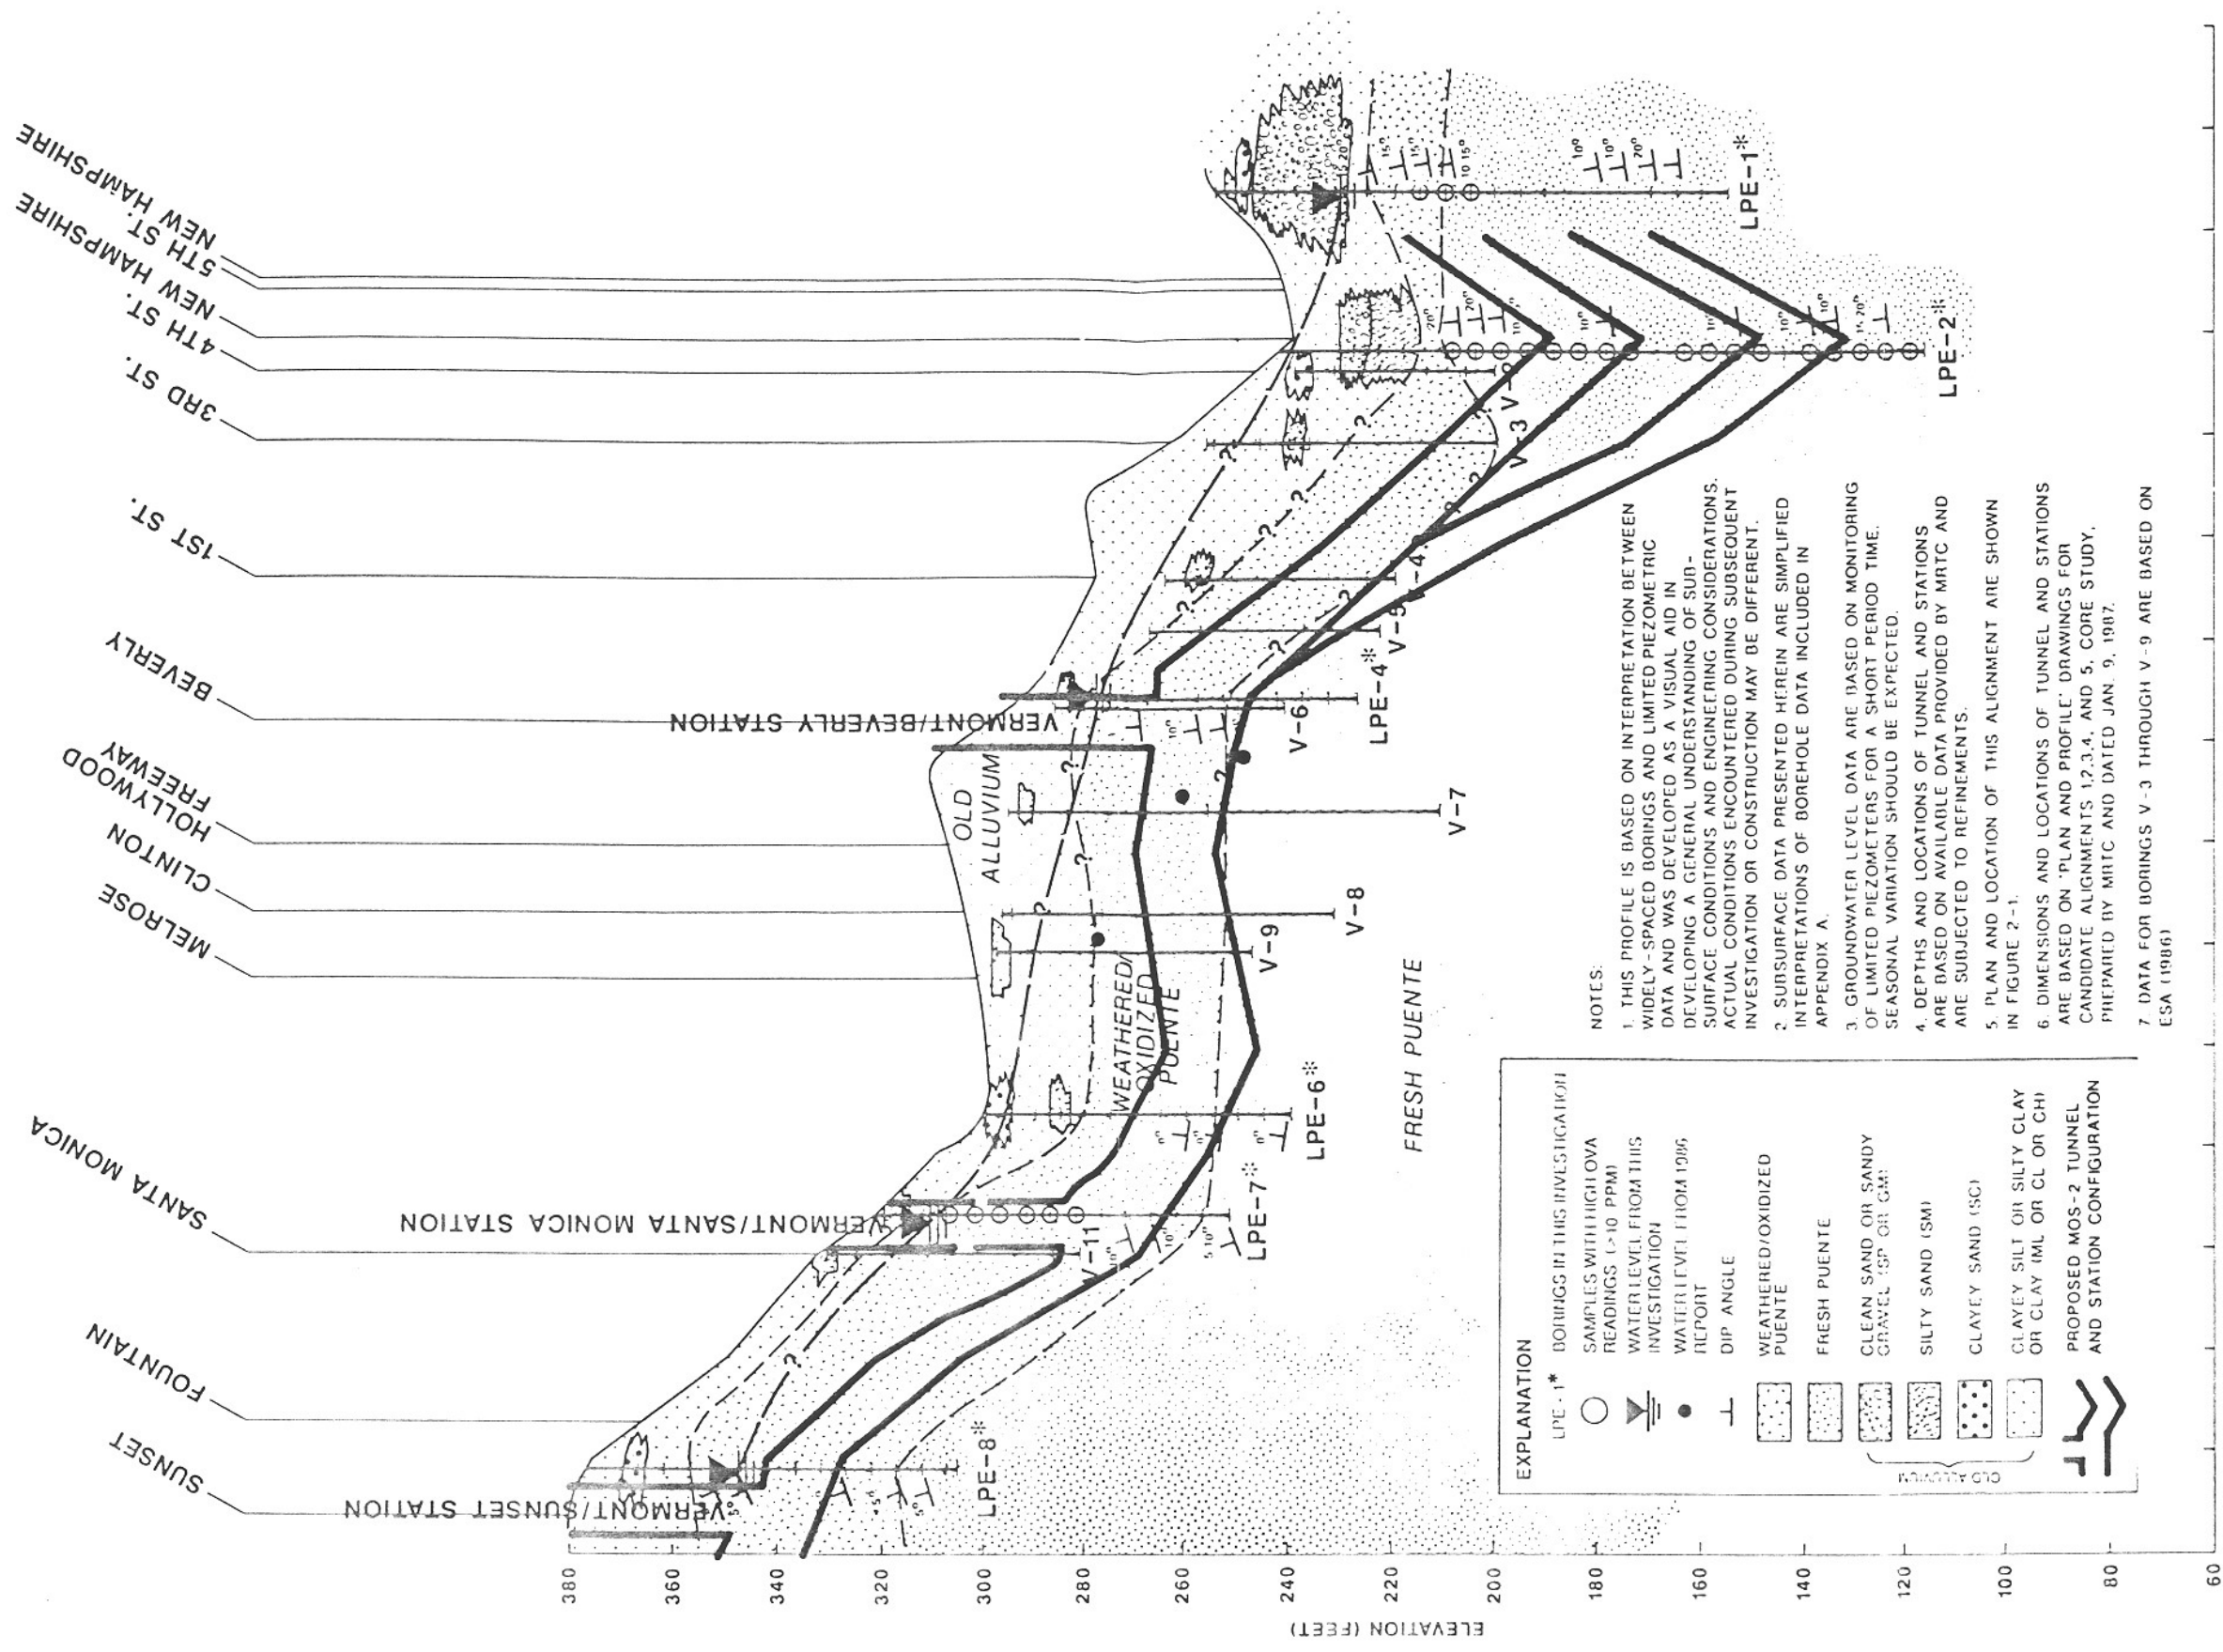 SUNSET
FOUNTAIN
SANTA MONICA
MELROSE
CLINTON
HOLLYWOOD
FREEWAY
BEVERLY
1ST ST.
3RD ST.
4TH ST.
NEW HAMPSHIRE
5TH ST.
NEW HAMPSHIRE
VERMONT/SUNSET STATION
VERMONT/SANTA MONICA STATION
VERMONT/BEVERLY STATION
OLD
ALLUVIUM
WEATHERED/
OXIDIZED
PUENTE
FRESH PUENTE
LPE-8*
V-11
LPE-7*
LPE-6*
V-9
V-8
V-7
V-6
LPE-4*
V-5
V-4
V-3
LPE-2*
LPE-1*
ELEVATION (FEET)
380
360
340
320
300
280
260
240
220
200
180
160
140
120
100
80
60
EXPLANATION
LPE-1* BORINGS IN THIS INVESTIGATION
SAMPLES WITH HIGH OVA
READINGS (>10 PPM)
WATER LEVEL FROM THIS
INVESTIGATION
WATER LEVEL FROM 1986
REPORT
DIP ANGLE
WEATHERED/OXIDIZED
PUENTE
FRESH PUENTE
CLEAN SAND OR SANDY
GRAVEL (SP OR GM)
SILTY SAND (SM)
CLAYEY SAND (SC)
CLAYEY SILT OR SILTY CLAY
OR CLAY (ML OR CL OR CH)
OLD ALLUVIUM
PROPOSED MOS-2 TUNNEL
AND STATION CONFIGURATION
NOTES:
1. THIS PROFILE IS BASED ON INTERPRETATION BETWEEN
WIDELY-SPACED BORINGS AND LIMITED PIEZOMETRIC
DATA AND WAS DEVELOPED AS A VISUAL AID IN
DEVELOPING A GENERAL UNDERSTANDING OF SUB-
SURFACE CONDITIONS AND ENGINEERING CONSIDERATIONS.
ACTUAL CONDITIONS ENCOUNTERED DURING SUBSEQUENT
INVESTIGATION OR CONSTRUCTION MAY BE DIFFERENT.
2. SUBSURFACE DATA PRESENTED HEREIN ARE SIMPLIFIED
INTERPRETATIONS OF BOREHOLE DATA INCLUDED IN
APPENDIX A.
3. GROUNDWATER LEVEL DATA ARE BASED ON MONITORING
OF LIMITED PIEZOMETERS FOR A SHORT PERIOD TIME.
SEASONAL VARIATION SHOULD BE EXPECTED.
4. DEPTHS AND LOCATIONS OF TUNNEL AND STATIONS
ARE BASED ON AVAILABLE DATA PROVIDED BY MRTC AND
ARE SUBJECTED TO REFINEMENTS.
5. PLAN AND LOCATION OF THIS ALIGNMENT ARE SHOWN
IN FIGURE 2-1.
6. DIMENSIONS AND LOCATIONS OF TUNNEL AND STATIONS
ARE BASED ON 'PLAN AND PROFILE' DRAWINGS FOR
CANDIDATE ALIGNMENTS 1,2,3,4, AND 5, CORE STUDY,
PREPARED BY MRTC AND DATED JAN. 9, 1987.
7. DATA FOR BORINGS V-3 THROUGH V-9 ARE BASED ON
ESA (1986)